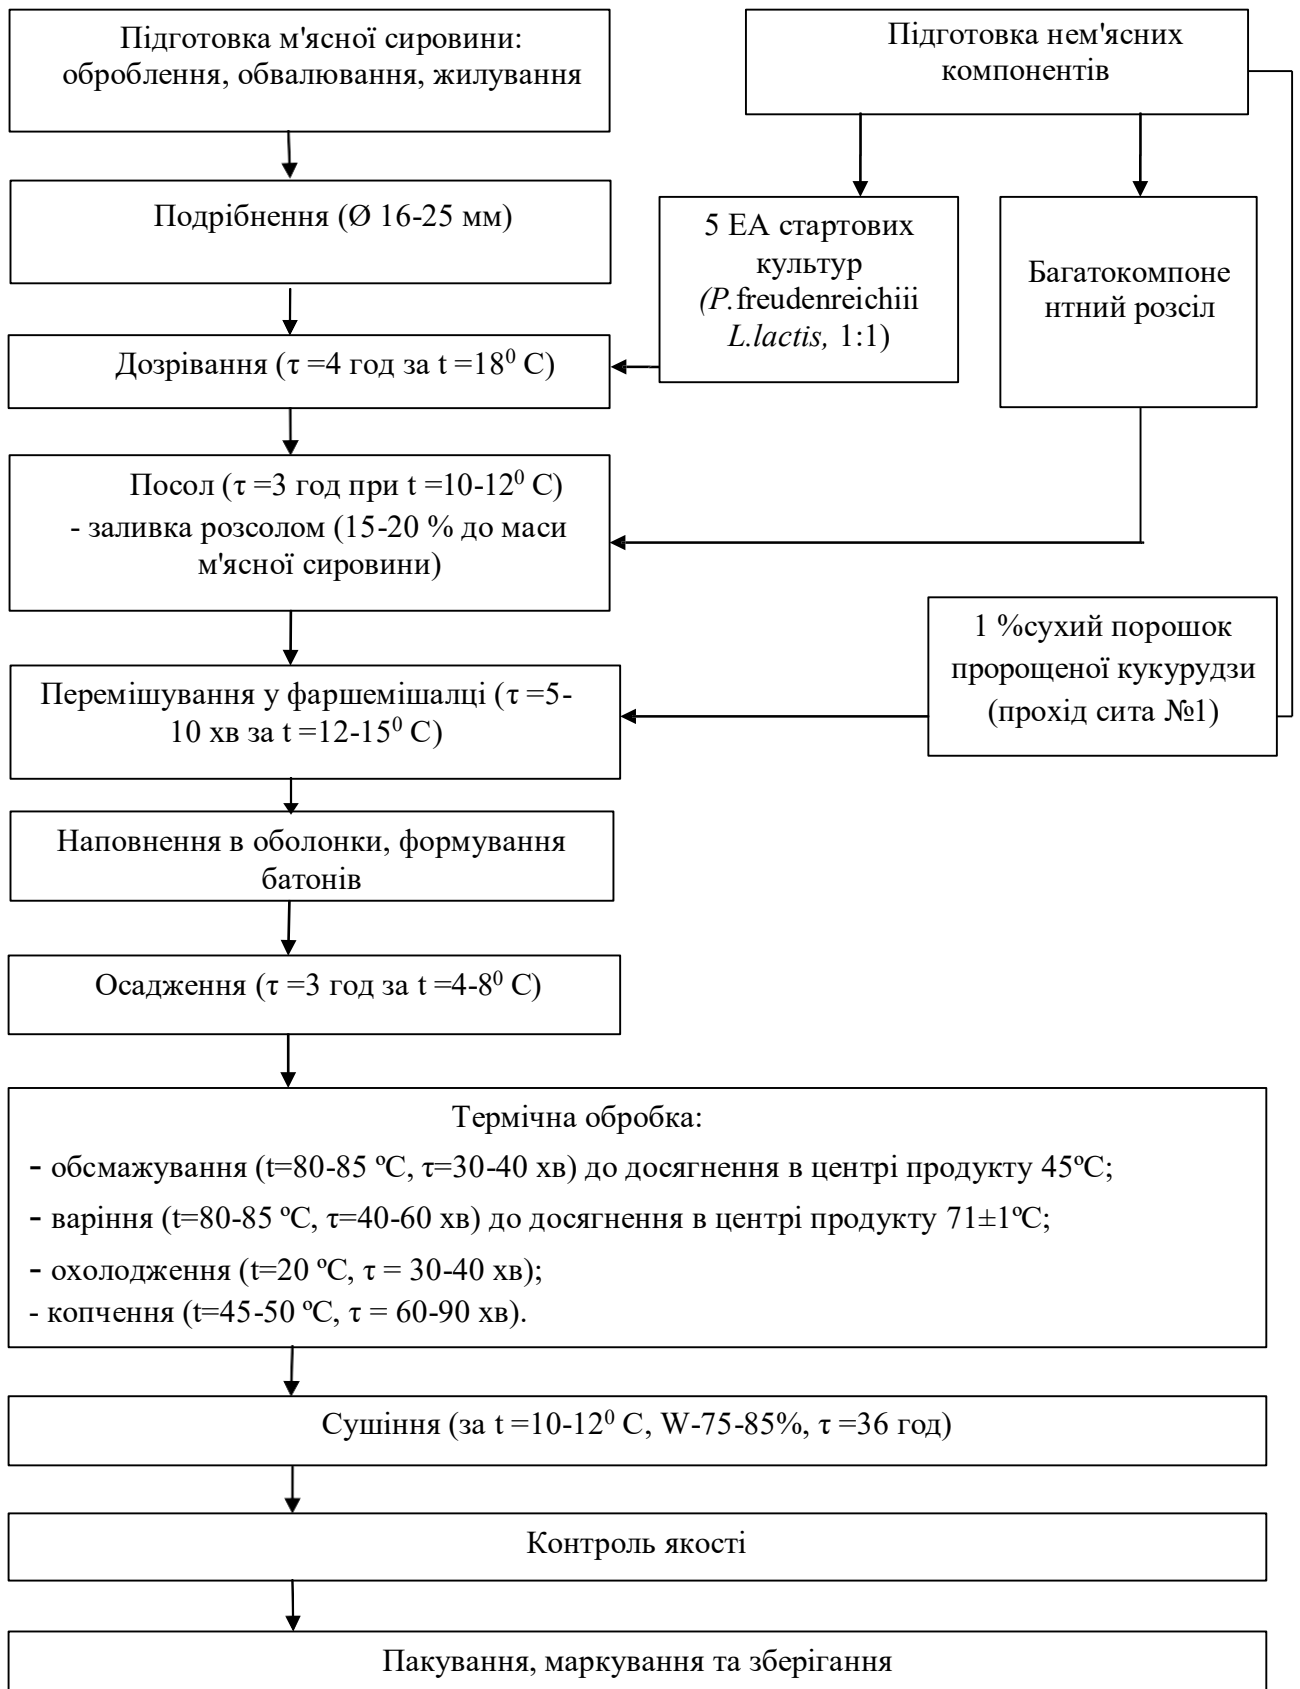 Підготовка м'ясної сировини:
оброблення, обвалювання, жилування
Підготовка нем'ясних
компонентів
Подрібнення (Ø 16-25 мм)
5 ЕА стартових
культур
(P.freudenreichiii
L.lactis, 1:1)
Багатокомпоне
нтний розсіл
Дозрівання (τ =4 год за t =18⁰ С)
Посол (τ =3 год при t =10-12⁰ С)
- заливка розсолом (15-20 % до маси
м'ясної сировини)
1 %сухий порошок
пророщеної кукурудзи
(прохід сита №1)
Перемішування у фаршемішалці (τ =5-
10 хв за t =12-15⁰ С)
Наповнення в оболонки, формування
батонів
Осадження (τ =3 год за t =4-8⁰ С)
Термічна обробка:
- обсмажування (t=80-85 ºС, τ=30-40 хв) до досягнення в центрі продукту 45ºС;
- варіння (t=80-85 ºС, τ=40-60 хв) до досягнення в центрі продукту 71±1ºС;
- охолодження (t=20 ºС, τ = 30-40 хв);
- копчення (t=45-50 ºС, τ = 60-90 хв).
Сушіння (за t =10-12⁰ С, W-75-85%, τ =36 год)
Контроль якості
Пакування, маркування та зберігання